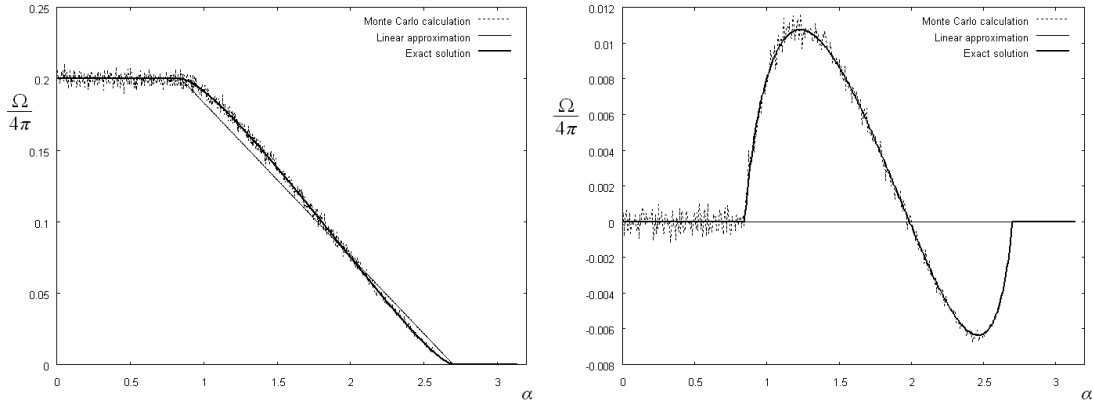 0.25
0.2
0.15
0.1
0.05
0
Ω
4π
0
0.5
1
1.5
2
2.5
3
α
Monte Carlo calculation
Linear approximation
Exact solution
0.012
0.01
0.008
0.006
0.004
0.002
0
-0.002
-0.004
-0.006
-0.008
Ω
4π
0
0.5
1
1.5
2
2.5
3
α
Monte Carlo calculation
Linear approximation
Exact solution